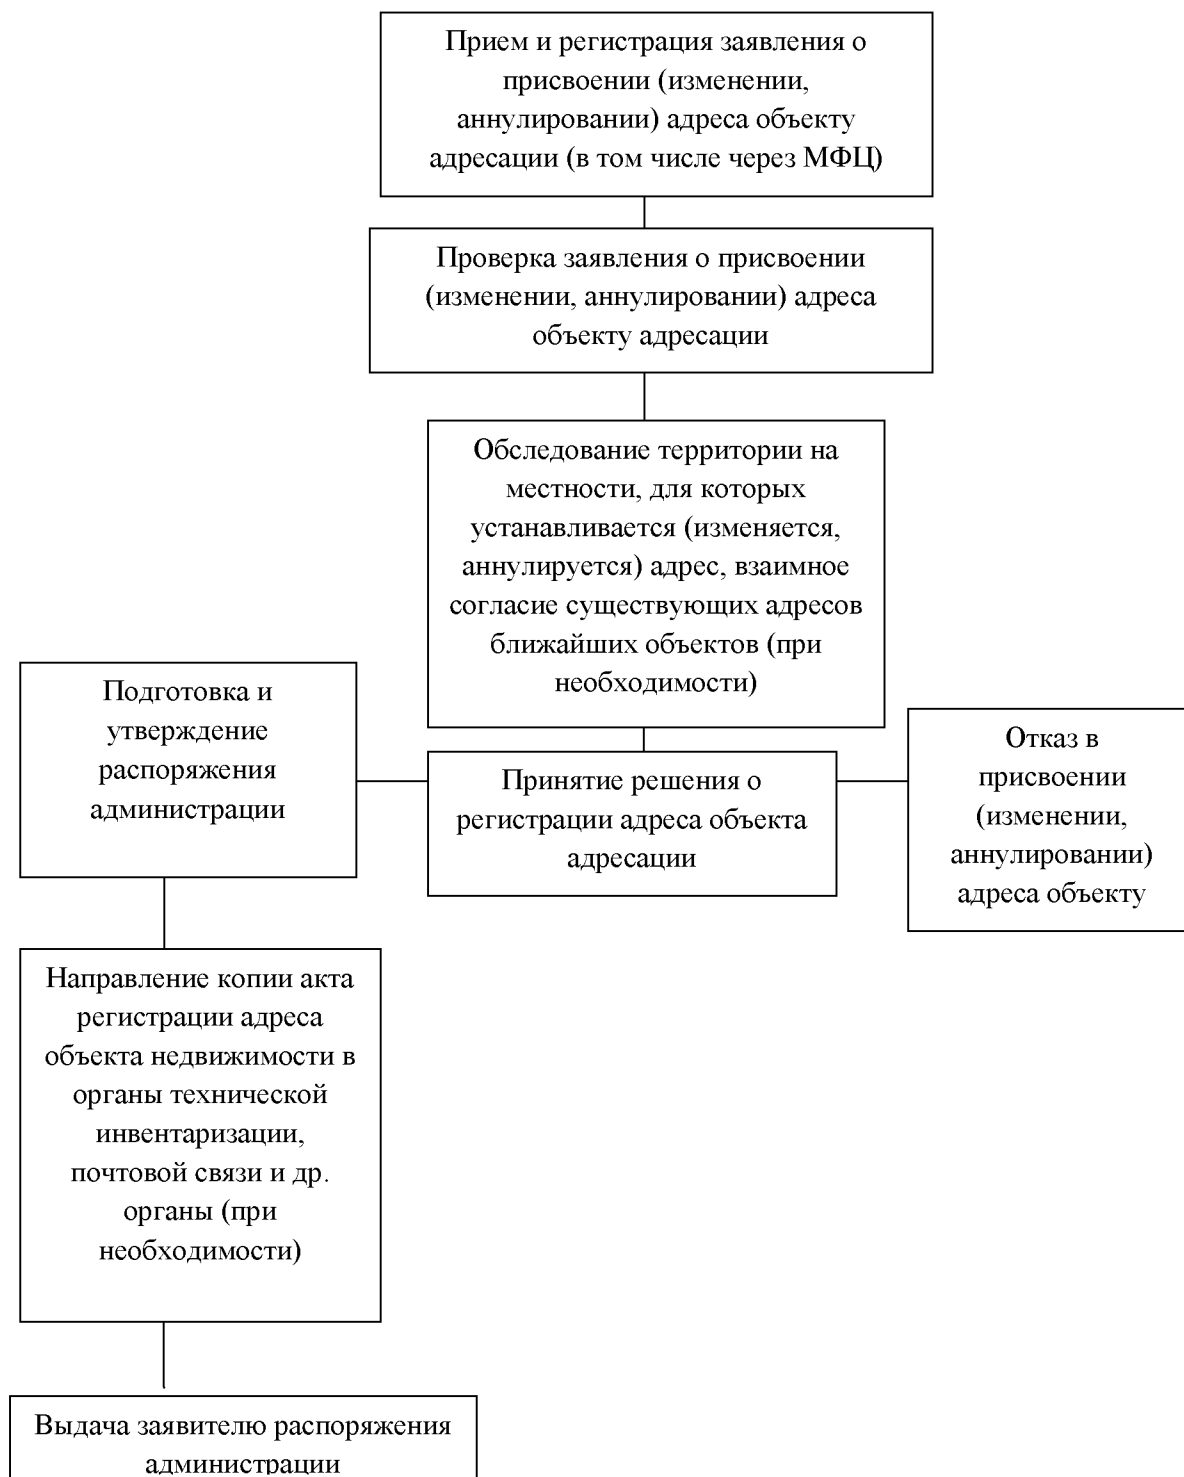 Прием и регистрация заявления о
присвоении (изменении,
аннулировании) адреса объекту
адресации (в том числе через МФЦ)
Проверка заявления о присвоении
(изменении, аннулировании) адреса
объекту адресации
Обследование территории на
местности, для которых
устанавливается (изменяется,
аннулируется) адрес, взаимное
согласие существующих адресов
ближайших объектов (при
необходимости)
Подготовка и
утверждение
распоряжения
администрации
Принятие решения о
регистрации адреса объекта
адресации
Отказ в
присвоении
(изменении,
аннулировании)
адреса объекту
Направление копии акта
регистрации адреса
объекта недвижимости в
органы технической
инвентаризации,
почтовой связи и др.
органы (при
необходимости)
Выдача заявителю распоряжения
администрации